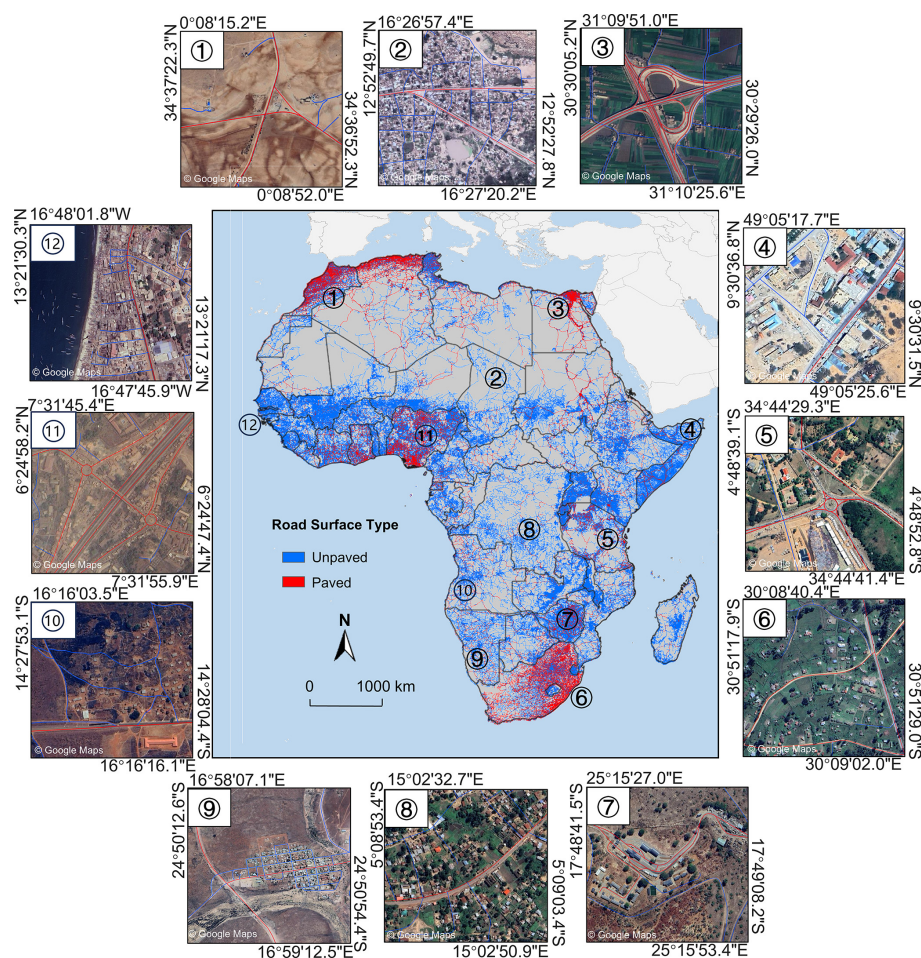 0°08'15.2"E
34°37'22.3"N
①
34°36'52.3"N
© Google Maps
0°08'52.0"E
16°26'57.4"E
12°52'49.7"N
②
12°52'27.8"N
© Google Maps
16°27'20.2"E
31°09'51.0"E
30°30'05.2"N
③
30°29'26.0"N
© Google Maps
31°10'25.6"E
16°48'01.8"W
13°21'30.3"N
⑫
13°21'17.3"N
© Google Maps
16°47'45.9"W
49°05'17.7"E
9°30'36.8"N
④
9°30'31.5"N
© Google Maps
49°05'25.6"E
7°31'45.4"E
6°24'58.2"N
⑪
6°24'47.4"N
© Google Maps
7°31'55.9"E
34°44'29.3"E
4°48'39.1"S
⑤
4°48'52.8"S
© Google Maps
34°44'41.4"E
16°16'03.5"E
14°27'53.1"S
⑩
14°28'04.4"S
© Google Maps
16°16'16.1"E
30°08'40.4"E
30°51'17.9"S
⑥
30°51'29.0"S
© Google Maps
30°09'02.0"E
①
③
②
⑫
⑪
④
⑧
⑤
⑩
⑦
⑨
⑥
Road Surface Type
Unpaved
Paved
N
0 1000 km
16°58'07.1"E
24°50'12.6"S
⑨
24°50'54.4"S
© Google Maps
16°59'12.5"E
15°02'32.7"E
⑧
5°09'03.4"S
© Google Maps
15°02'50.9"E
25°15'27.0"E
17°48'41.5"S
⑦
17°49'08.2"S
© Google Maps
25°15'53.4"E